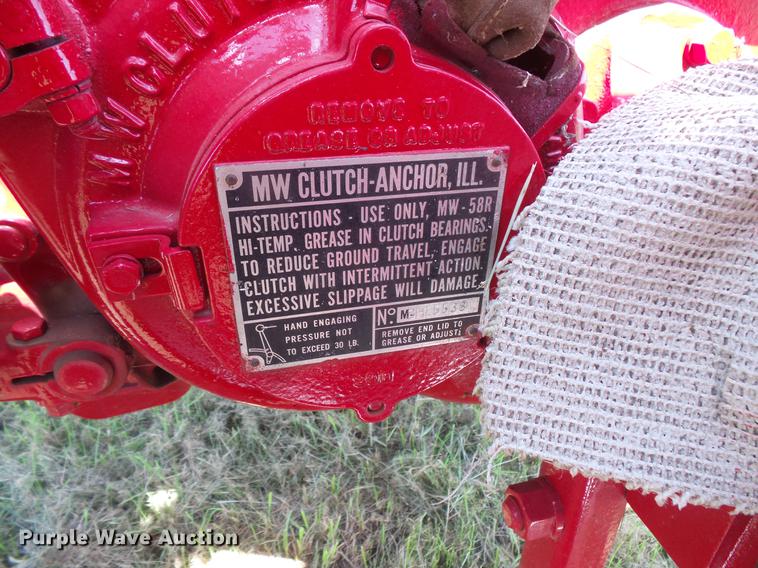 MW CLUT
REMOVE TO
GREASE OR ADJUST
MW CLUTCH-ANCHOR, ILL.
INSTRUCTIONS - USE ONLY, MW-58R
HI-TEMP. GREASE IN CLUTCH BEARINGS.
TO REDUCE GROUND TRAVEL, ENGAGE
CLUTCH WITH INTERMITTENT ACTION.
EXCESSIVE SLIPPAGE WILL DAMAGE.
HAND ENGAGING
PRESSURE NOT
TO EXCEED 30 LB.
No.
REMOVE END LID TO
GREASE OR ADJUST.
Purple Wave Auction